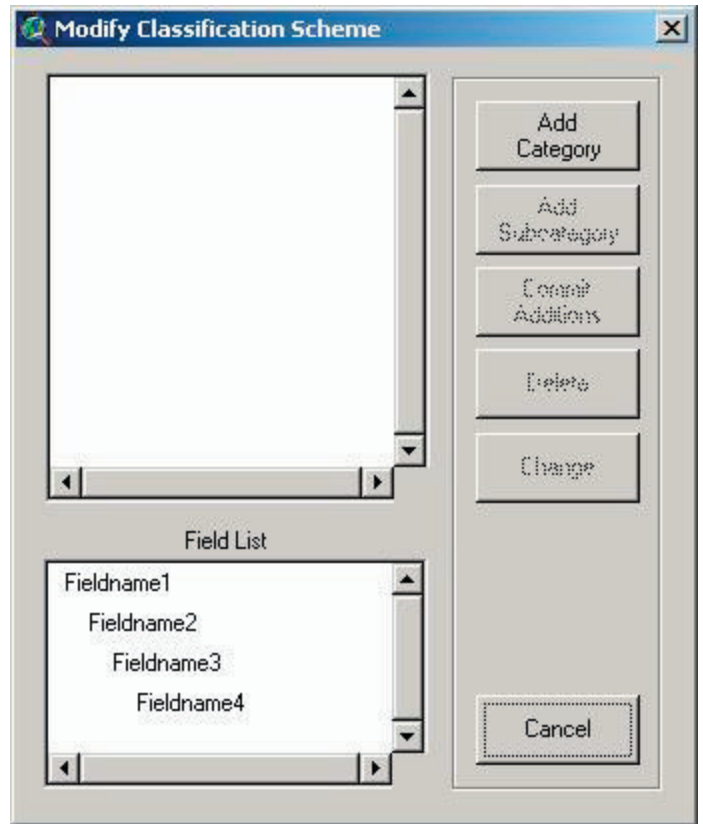 Modify Classification Scheme
Add
Category
Add
Subcategory
Commit
Additions
Delete
Change
Field List
Fieldname1
Fieldname2
Fieldname3
Fieldname4
Cancel